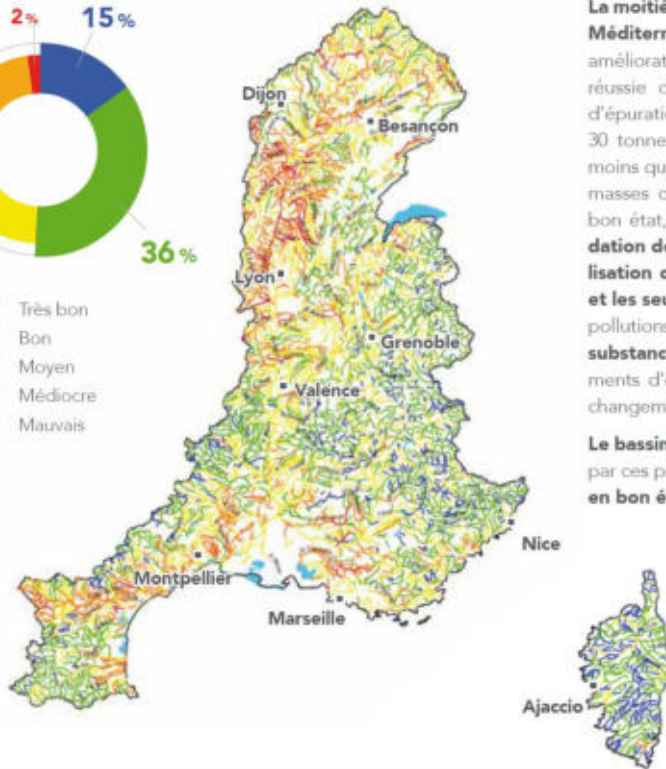 2%
15%
36%
Très bon
Bon
Moyen
Médiocre
Mauvais
Dijon
Besançon
Lyon
Grenoble
Valence
Nice
Montpellier
Marseille
Ajaccio
La moitié
Méditerr
améliorat
réussie c
d'épuratio
30 tonne
moins qu
masses d
bon état,
dation de
lisation d
et les seu
pollutions
substanc
ments d'
changem
Le bassin
par ces p
en bon é